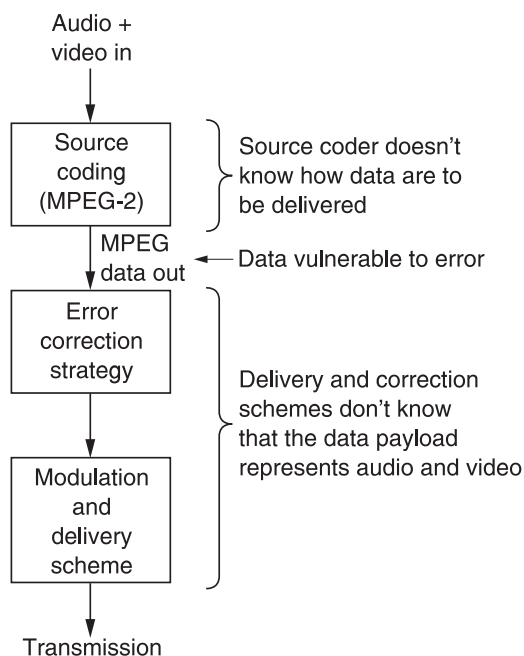 Audio +
video in
Source
coding
(MPEG-2)
Source coder doesn't
know how data are to
be delivered
MPEG
data out
Data vulnerable to error
Error
correction
strategy
Delivery and correction
schemes don't know
that the data payload
represents audio and video
Modulation
and
delivery
scheme
Transmission